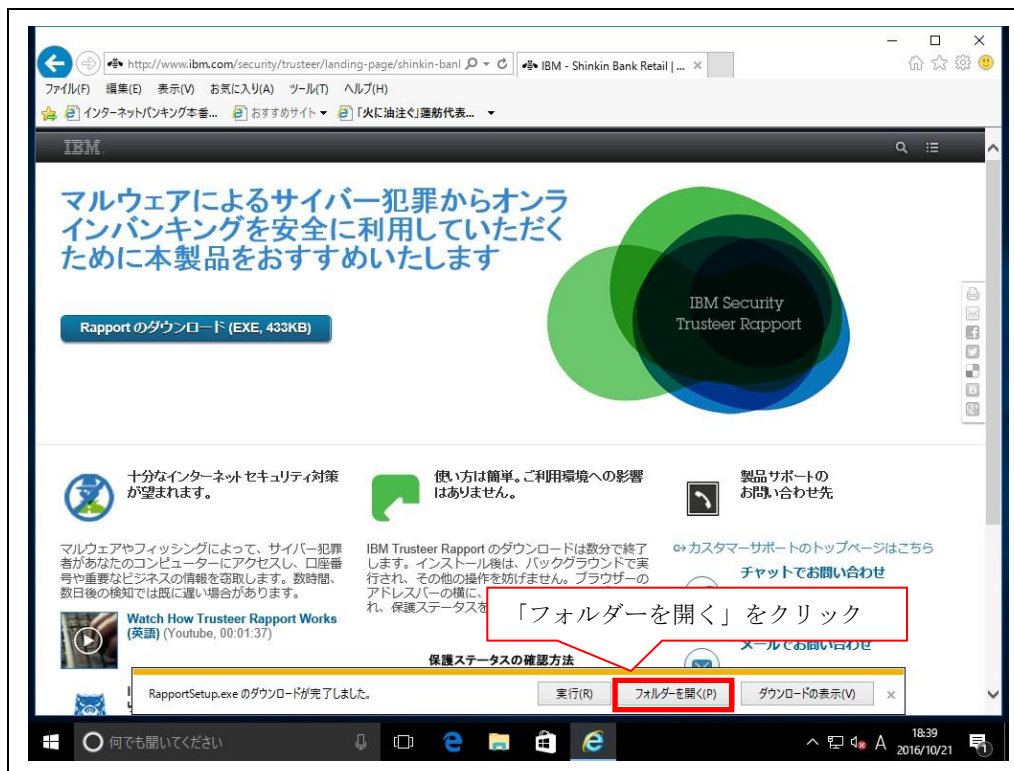 http://www.ibm.com/security/trusteer/landing-page/shinkin-banl
IBM - Shinkin Bank Retail | ...
ファイル(F) 編集(E) 表示(V) お気に入り(A) ツール(T) ヘルプ(H)
インターネットバンキング本番... おすすめサイト 「火に油注ぐ」蓮舫代表...
IBM
マルウェアによるサイバー犯罪からオンラ
インバンキングを安全に利用していただく
ために本製品をおすすめいたします
Rapport のダウンロード (EXE, 433KB)
IBM Security
Trusteer Rapport
十分なインターネットセキュリティ対策
が望まれます。
マルウェアやフィッシングによって、サイバー犯罪
者があなたのコンピューターにアクセスし、口座番
号や重要なビジネスの情報を窃取します。数時間、
数日後の検知では既に遅い場合があります。
Watch How Trusteer Rapport Works
(英語) (Youtube, 00:01:37)
使い方は簡単。ご利用環境への影響
はありません。
IBM Trusteer Rapport のダウンロードは数分で終了
します。インストール後は、バックグラウンドで実
行され、その他の操作を妨げません。ブラウザーの
アドレスバーの横に、
れ、保護ステータスを
保護ステータスの確認方法
製品サポートの
お問い合わせ先
カスタマーサポートのトップページはこちら
チャットでお問い合わせ
メールでお問い合わせ
「フォルダーを開く」をクリック
RapportSetup.exe のダウンロードが完了しました。
実行(R) フォルダーを開く(P) ダウンロードの表示(V)
何でも聞いてください
A
18:39
2016/10/21